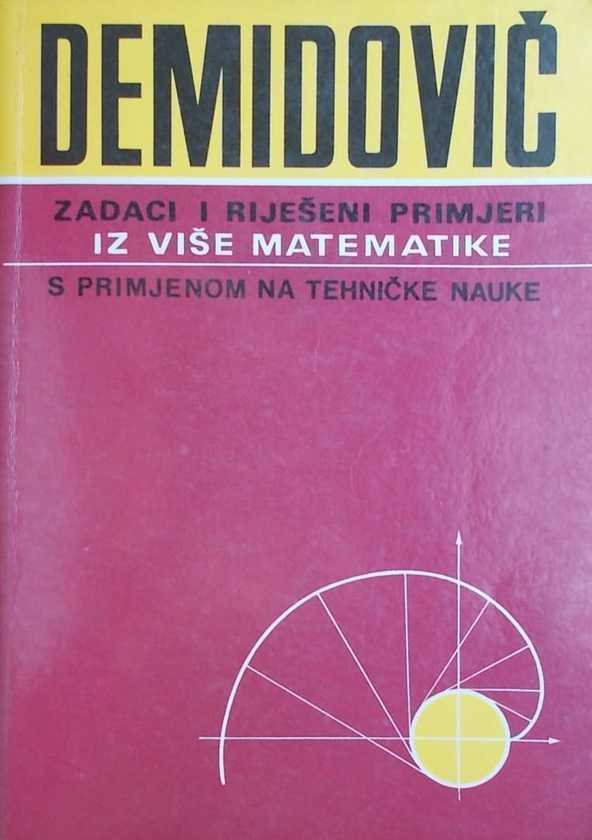 DEMIDOVIČ
ZADACI I RIJEŠENI PRIMJERI
IZ VIŠE MATEMATIKE
S PRIMJENOM NA TEHNIČKE NAUKE